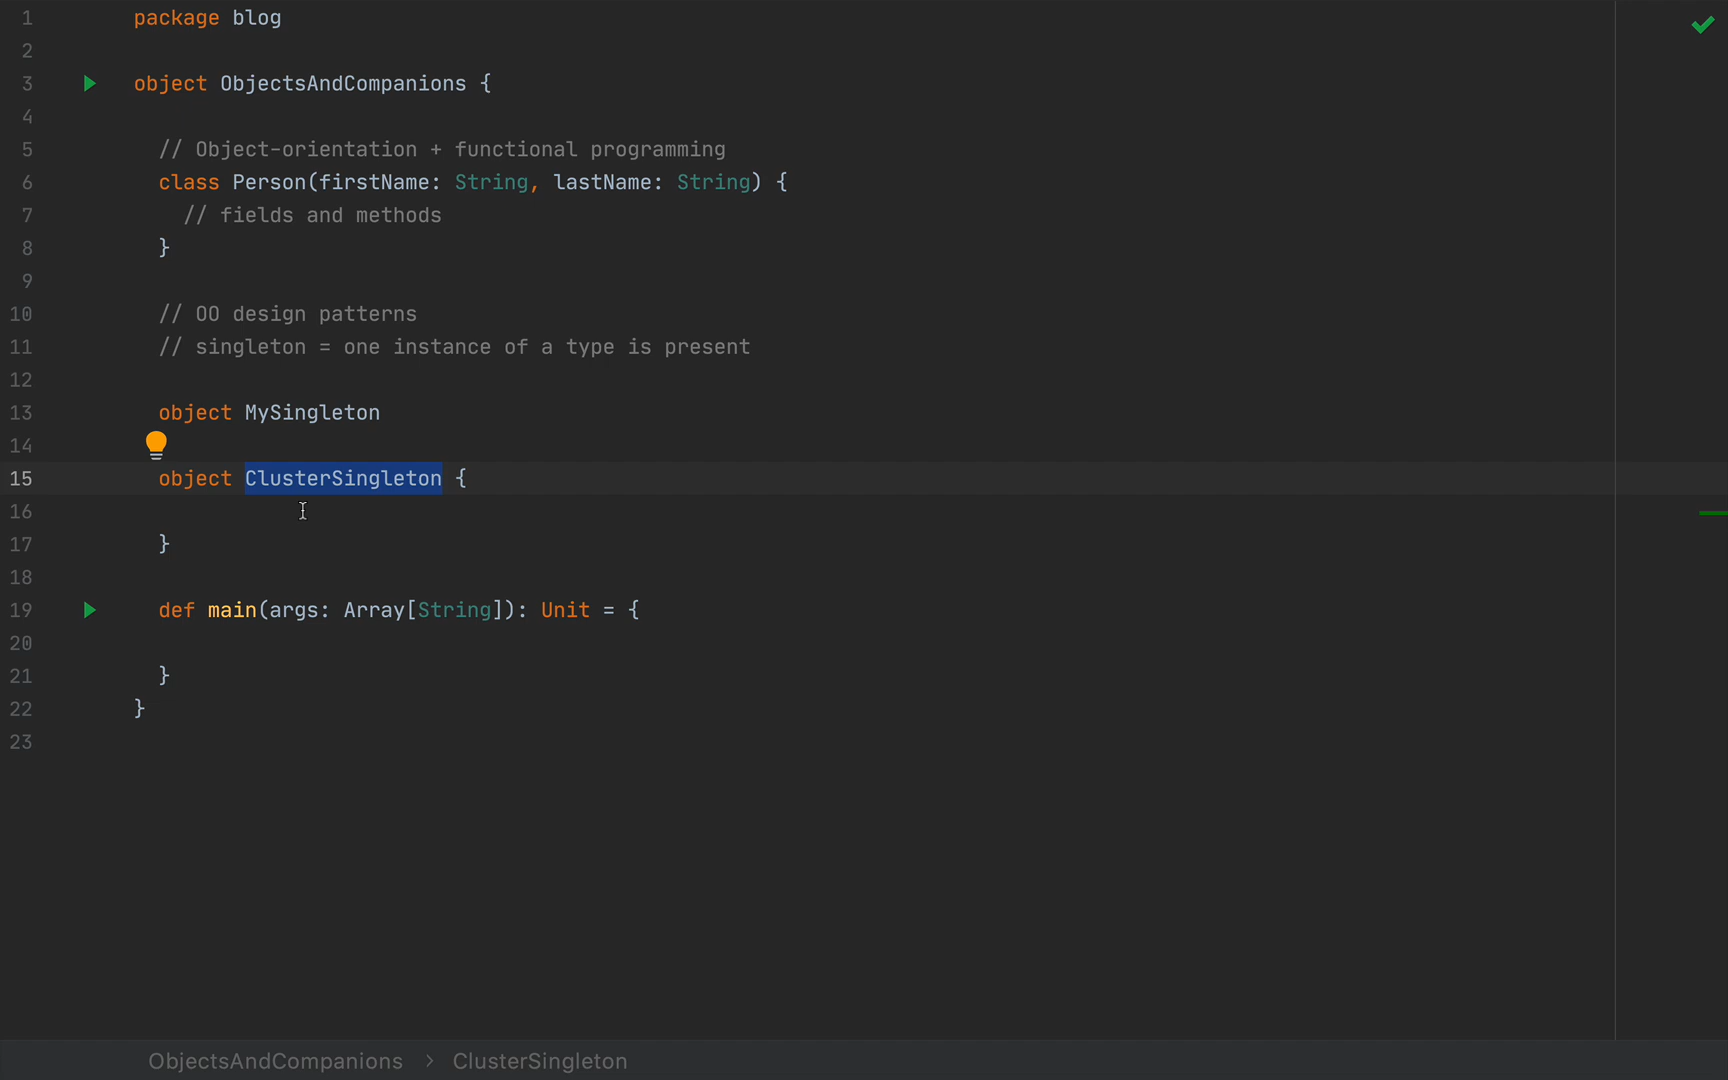 1 package blog
2
3 object ObjectsAndCompanions {
4
5 // Object-orientation + functional programming
6 class Person(firstName: String, lastName: String) {
7 // fields and methods
8 }
9
10 // OO design patterns
11 // singleton = one instance of a type is present
12
13 object MySingleton
14
15 object ClusterSingleton {
16
17 }
18
19 def main(args: Array[String]): Unit = {
20
21 }
22 }
23
ObjectsAndCompanions > ClusterSingleton